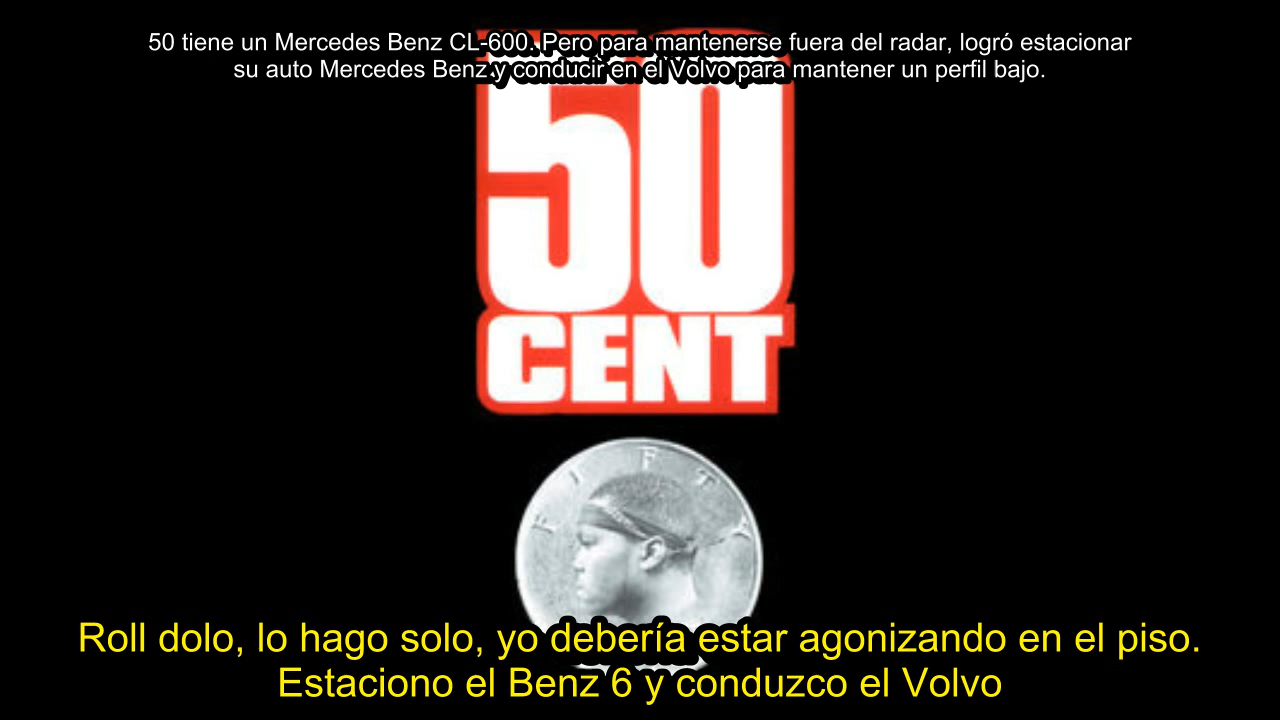 50 tiene un Mercedes Benz CL-600. Pero para mantenerse fuera del radar, logró estacionar
su auto Mercedes Benz y conducir en el Volvo para mantener un perfil bajo.
50
CENT
FIFTY
Roll dolo, lo hago solo, yo debería estar agonizando en el piso.
Estaciono el Benz 6 y conduzco el Volvo